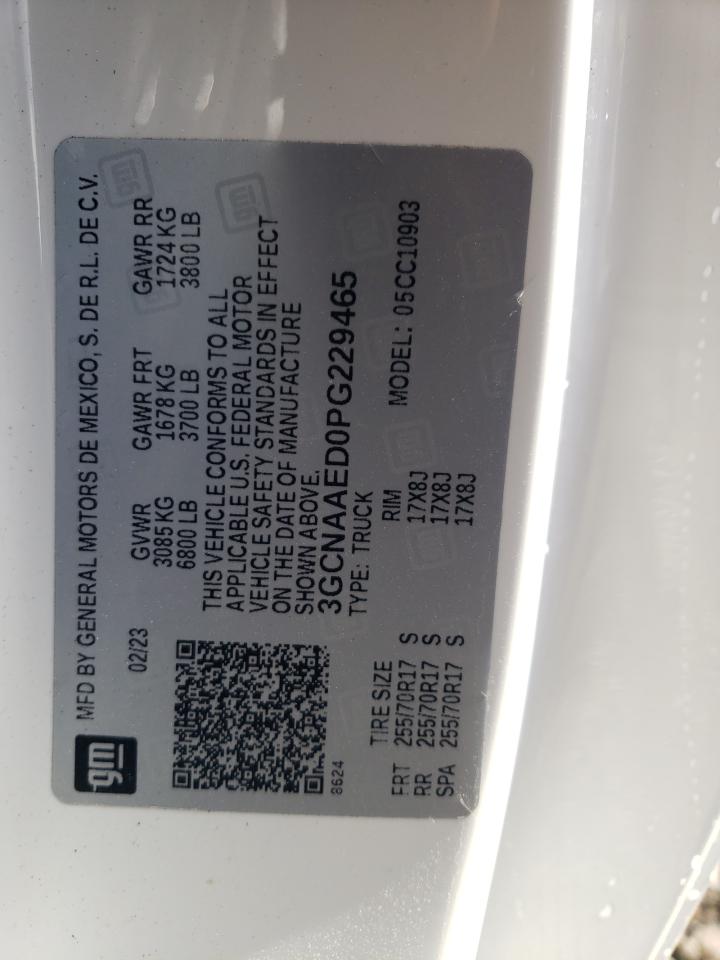 gm MFD BY GENERAL MOTORS DE MEXICO, S. DE R.L. DE C.V.
02/23 GVWR GAWR FRT GAWR RR
3085 KG 1678 KG 1724 KG
6800 LB 3700 LB 3800 LB
THIS VEHICLE CONFORMS TO ALL
APPLICABLE U.S. FEDERAL MOTOR
VEHICLE SAFETY STANDARDS IN EFFECT
ON THE DATE OF MANUFACTURE
SHOWN ABOVE.
3GCNAAED0PG229465
8624 TYPE: TRUCK MODEL: 05CC10903
TIRE SIZE RIM
FRT 255/70R17 S 17X8J
RR 255/70R17 S 17X8J
SPA 255/70R17 S 17X8J